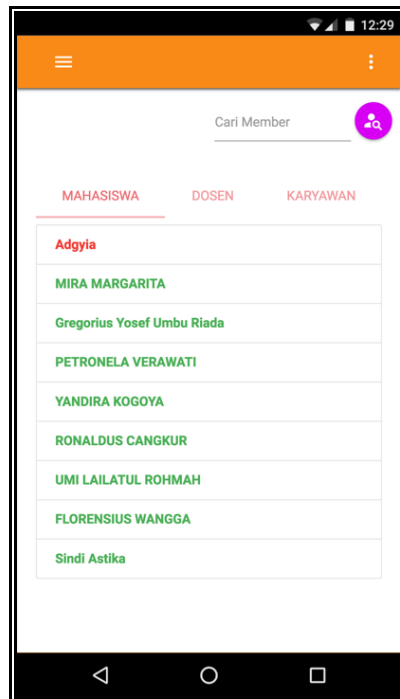 12:29
Cari Member
MAHASISWA DOSEN KARYAWAN
Adgyia
MIRA MARGARITA
Gregorius Yosef Umbu Riada
PETRONELA VERAWATI
YANDIRA KOGOYA
RONALDUS CANGKUR
UMI LAILATUL ROHMAH
FLORENSIUS WANGGA
Sindi Astika